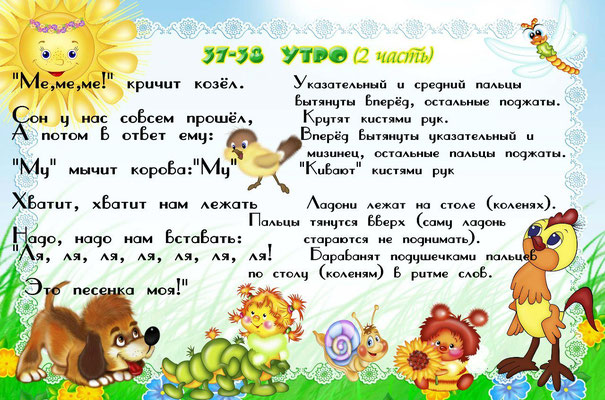 37-38 УТРО (2 часть)
"Ме,ме,ме!" кричит козёл.
Сон у нас совсем прошёл,
А потом в ответ ему:
"Му" мычит корова:"Му"
Хватит, хватит нам лежать
Надо, надо нам вставать:
"Ля, ля, ля, ля, ля, ля, ля!
Это песенка моя!"
Указательный и средний пальцы
вытянуты вперёд, остальные поджаты.
Крутят кистями рук.
Вперёд вытянуты указательный и
мизинец, остальные пальцы поджаты.
"Кивают" кистями рук
Ладони лежат на столе (коленях).
Пальцы тянутся вверх (саму ладонь
стараются не поднимать).
Барабанят подушечками пальцев
по столу (коленям) в ритме слов.